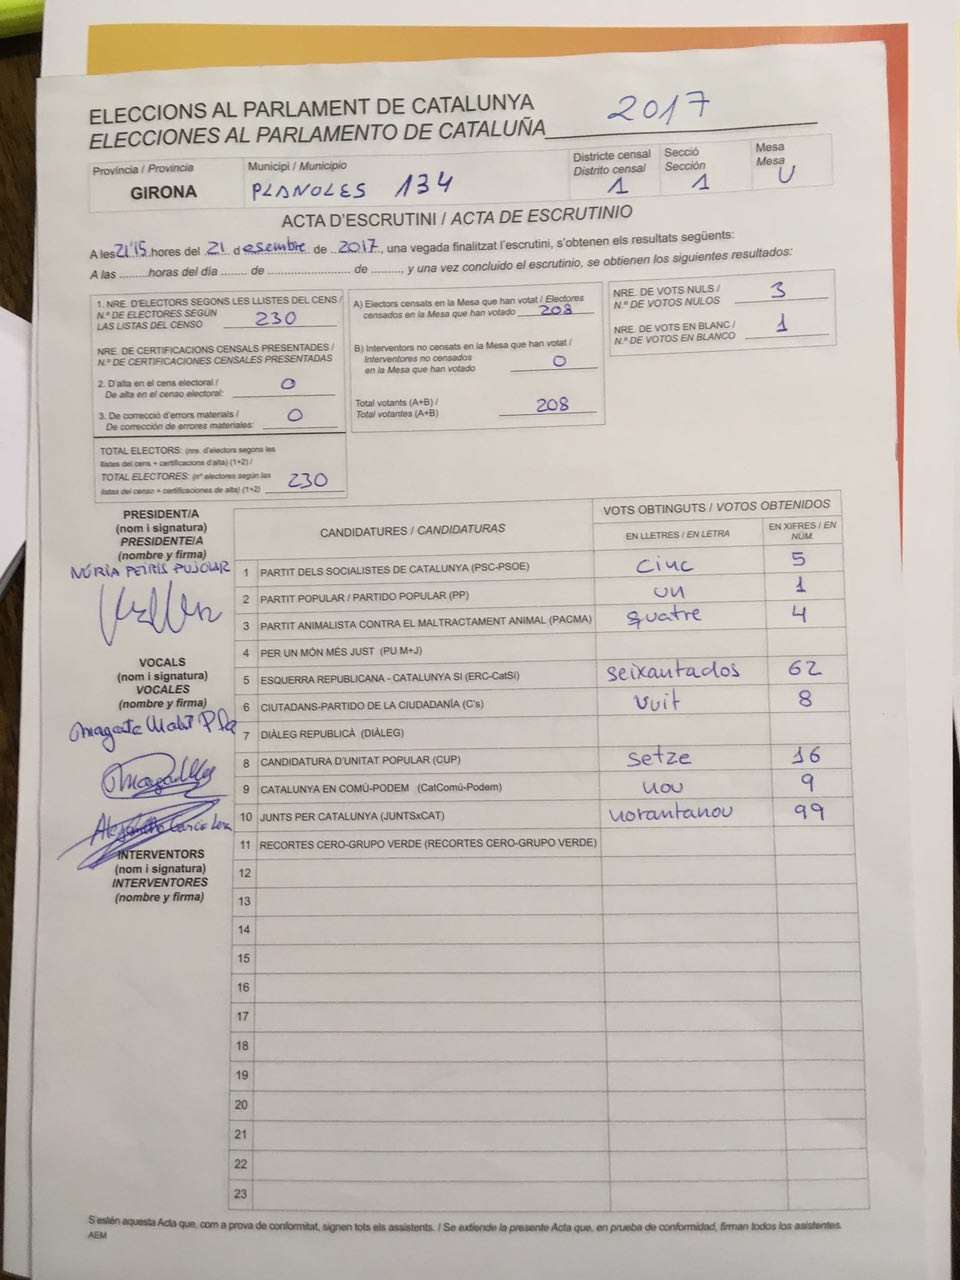 ELECCIONS AL PARLAMENT DE CATALUNYA
ELECCIONES AL PARLAMENTO DE CATALUÑA 2017
Província / Provincia
GIRONA
Municipi / Municipio
PLANOLES 134
Districte censal
Distrito censal
1
Secció
Sección
1
Mesa
Mesa
U
ACTA D'ESCRUTINI / ACTA DE ESCRUTINIO
A les 21'15 hores del 21 d esembre de 2017, una vegada finalitzat l'escrutini, s'obtenen els resultats següents:
A las .........horas del día ........ de .............................. de ........., y una vez concluido el escrutinio, se obtienen los siguientes resultados:
1. NRE. D'ELECTORS SEGONS LES LLISTES DEL CENS /
N.º DE ELECTORES SEGÚN
LAS LISTAS DEL CENSO 230
NRE. DE CERTIFICACIONS CENSALS PRESENTADES /
N.º DE CERTIFICACIONES CENSALES PRESENTADAS
2. D'alta en el cens electoral /
De alta en el censo electoral: 0
3. De correcció d'errors materials /
De corrección de errores materiales: 0
TOTAL ELECTORS: (nre. d'electors segons les
llistes del cens + certificacions d'alta) (1+2) /
TOTAL ELECTORES: (nº electores según las
listas del censo + certificaciones de alta) (1+2) 230
A) Electors censats en la Mesa que han votat / Electores
censados en la Mesa que han votado 208
B) Interventors no censats en la Mesa que han votat /
Interventores no censados
en la Mesa que han votado 0
Total votants (A+B) /
Total votantes (A+B) 208
NRE. DE VOTS NULS /
N.º DE VOTOS NULOS 3
NRE. DE VOTS EN BLANC /
N.º DE VOTOS EN BLANCO 1
PRESIDENT/A
(nom i signatura)
PRESIDENTE/A
(nombre y firma)
NÚRIA PUJOLAR
VOCALS
(nom i signatura)
VOCALES
(nombre y firma)
INTERVENTORS
(nom i signatura)
INTERVENTORES
(nombre y firma)
CANDIDATURES / CANDIDATURAS
VOTS OBTINGUTS / VOTOS OBTENIDOS
EN LLETRES / EN LETRA
EN XIFRES / EN
NÚM.
1 PARTIT DELS SOCIALISTES DE CATALUNYA (PSC-PSOE) cinc 5
2 PARTIT POPULAR / PARTIDO POPULAR (PP) un 1
3 PARTIT ANIMALISTA CONTRA EL MALTRACTAMENT ANIMAL (PACMA) quatre 4
4 PER UN MÓN MÉS JUST (PU M+J)
5 ESQUERRA REPUBLICANA - CATALUNYA SI (ERC-CatSí) seixantados 62
6 CIUTADANS-PARTIDO DE LA CIUDADANÍA (C's) vuit 8
7 DIÀLEG REPUBLICÀ (DIÀLEG)
8 CANDIDATURA D'UNITAT POPULAR (CUP) setze 16
9 CATALUNYA EN COMÚ-PODEM (CatComú-Podem) nou 9
10 JUNTS PER CATALUNYA (JUNTSxCAT) norantanou 99
11 RECORTES CERO-GRUPO VERDE (RECORTES CERO-GRUPO VERDE)
12
13
14
15
16
17
18
19
20
21
22
23
S'estén aquesta Acta que, com a prova de conformitat, signen tots els assistents. / Se extiende la presente Acta que, en prueba de conformidad, firman todos los asistentes.
AEM